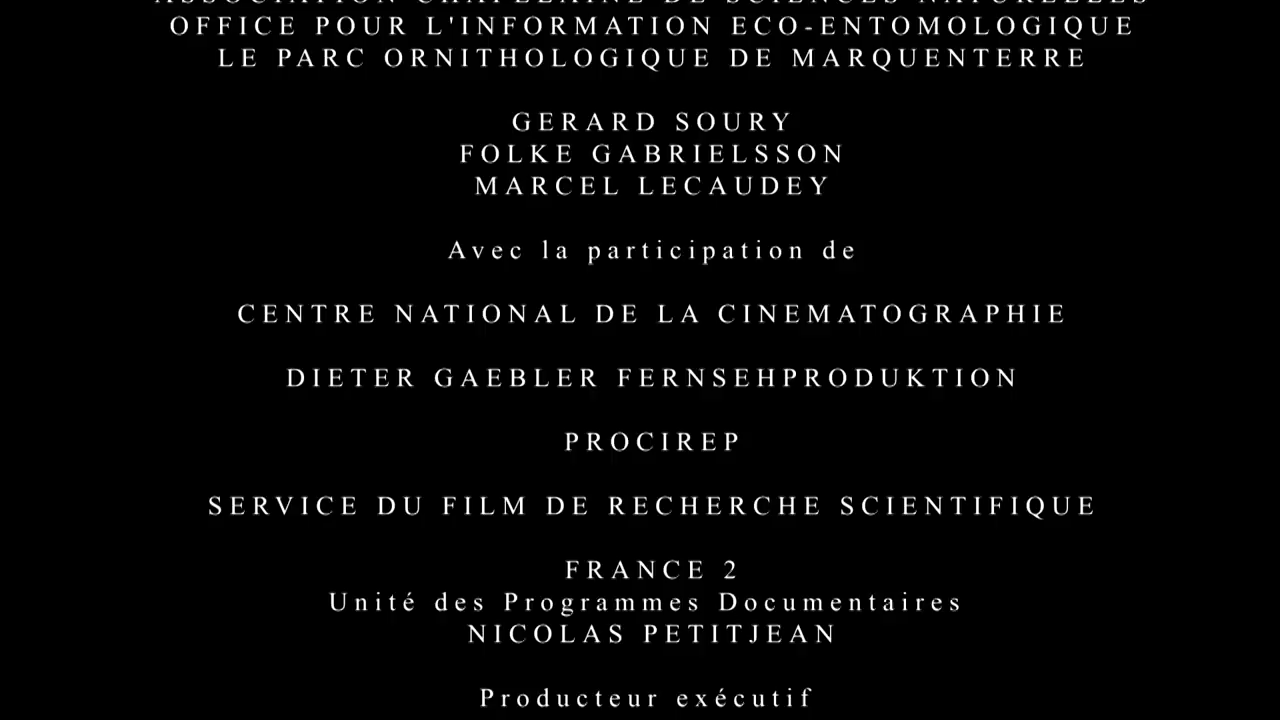 ASSOCIATION CHAPELAINE DE SCIENCES NATURELLES
OFFICE POUR L'INFORMATION ECO-ENTOMOLOGIQUE
LE PARC ORNITHOLOGIQUE DE MARQUENTERRE
GERARD SOURY
FOLKE GABRIELSSON
MARCEL LECAUDEY
Avec la participation de
CENTRE NATIONAL DE LA CINEMATOGRAPHIE
DIETER GAEBLER FERNSEHPRODUKTION
PROCIREP
SERVICE DU FILM DE RECHERCHE SCIENTIFIQUE
FRANCE 2
Unité des Programmes Documentaires
NICOLAS PETITJEAN
Producteur exécutif